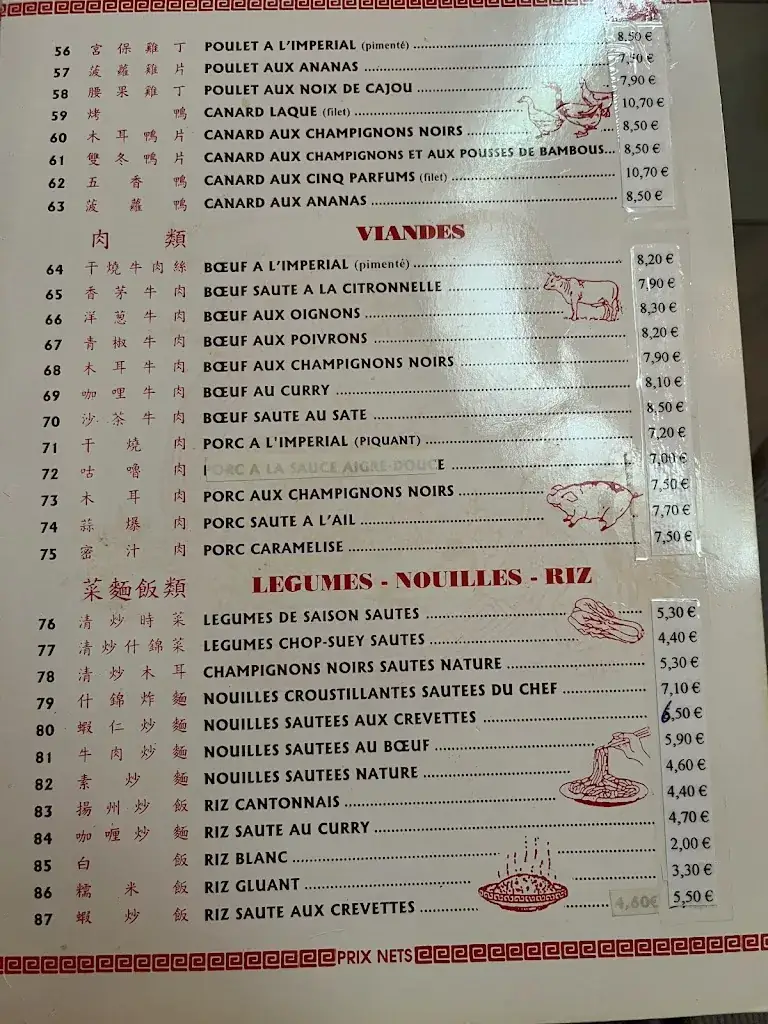 56 宮保雞丁 POULET A L'IMPERIAL (pimenté) 8,50 €
57 菠蘿雞片 POULET AUX ANANAS 7,90 €
58 腰果雞丁 POULET AUX NOIX DE CAJOU 7,90 €
59 烤鴨 CANARD LAQUE (filet) 10,70 €
60 木耳鴨片 CANARD AUX CHAMPIGNONS NOIRS 8,50 €
61 雙冬鴨片 CANARD AUX CHAMPIGNONS ET AUX POUSSES DE BAMBOUS... 8,50 €
62 五香鴨 CANARD AUX CINQ PARFUMS (filet) 10,70 €
63 菠蘿鴨 CANARD AUX ANANAS 8,50 €
肉類 VIANDES
64 干燒牛肉絲 BŒUF A L'IMPERIAL (pimenté) 8,20 €
65 香茅牛肉 BŒUF SAUTE A LA CITRONNELLE 7,90 €
66 洋蔥牛肉 BŒUF AUX OIGNONS 8,30 €
67 青椒牛肉 BŒUF AUX POIVRONS 8,20 €
68 木耳牛肉 BŒUF AUX CHAMPIGNONS NOIRS 7,90 €
69 咖哩牛肉 BŒUF AU CURRY 8,10 €
70 沙茶牛肉 BŒUF SAUTE AU SATE 8,50 €
71 干燒肉 PORC A L'IMPERIAL (PIQUANT) 7,20 €
72 咕嚕肉 PORC A LA SAUCE AIGRE-DOUCE 7,00 €
73 木耳肉 PORC AUX CHAMPIGNONS NOIRS 7,50 €
74 蒜爆肉 PORC SAUTE A L'AIL 7,70 €
75 密汁肉 PORC CARAMELISE 7,50 €
菜麵飯類 LEGUMES - NOUILLES - RIZ
76 清炒時菜 LEGUMES DE SAISON SAUTES 5,30 €
77 清炒什錦菜 LEGUMES CHOP-SUEY SAUTES 4,40 €
78 清炒木耳 CHAMPIGNONS NOIRS SAUTES NATURE 5,30 €
79 什錦炸麵 NOUILLES CROUSTILLANTES SAUTEES DU CHEF 7,10 €
80 蝦仁炒麵 NOUILLES SAUTEES AUX CREVETTES 6,50 €
81 牛肉炒麵 NOUILLES SAUTEES AU BŒUF 5,90 €
82 素炒麵 NOUILLES SAUTEES NATURE 4,60 €
83 揚州炒飯 RIZ CANTONNAIS 4,40 €
84 咖喱炒麵 RIZ SAUTE AU CURRY 4,70 €
85 白飯 RIZ BLANC 2,00 €
86 糯米飯 RIZ GLUANT 3,30 €
87 蝦炒飯 RIZ SAUTE AUX CREVETTES 4,60€ 5,50 €
PRIX NETS